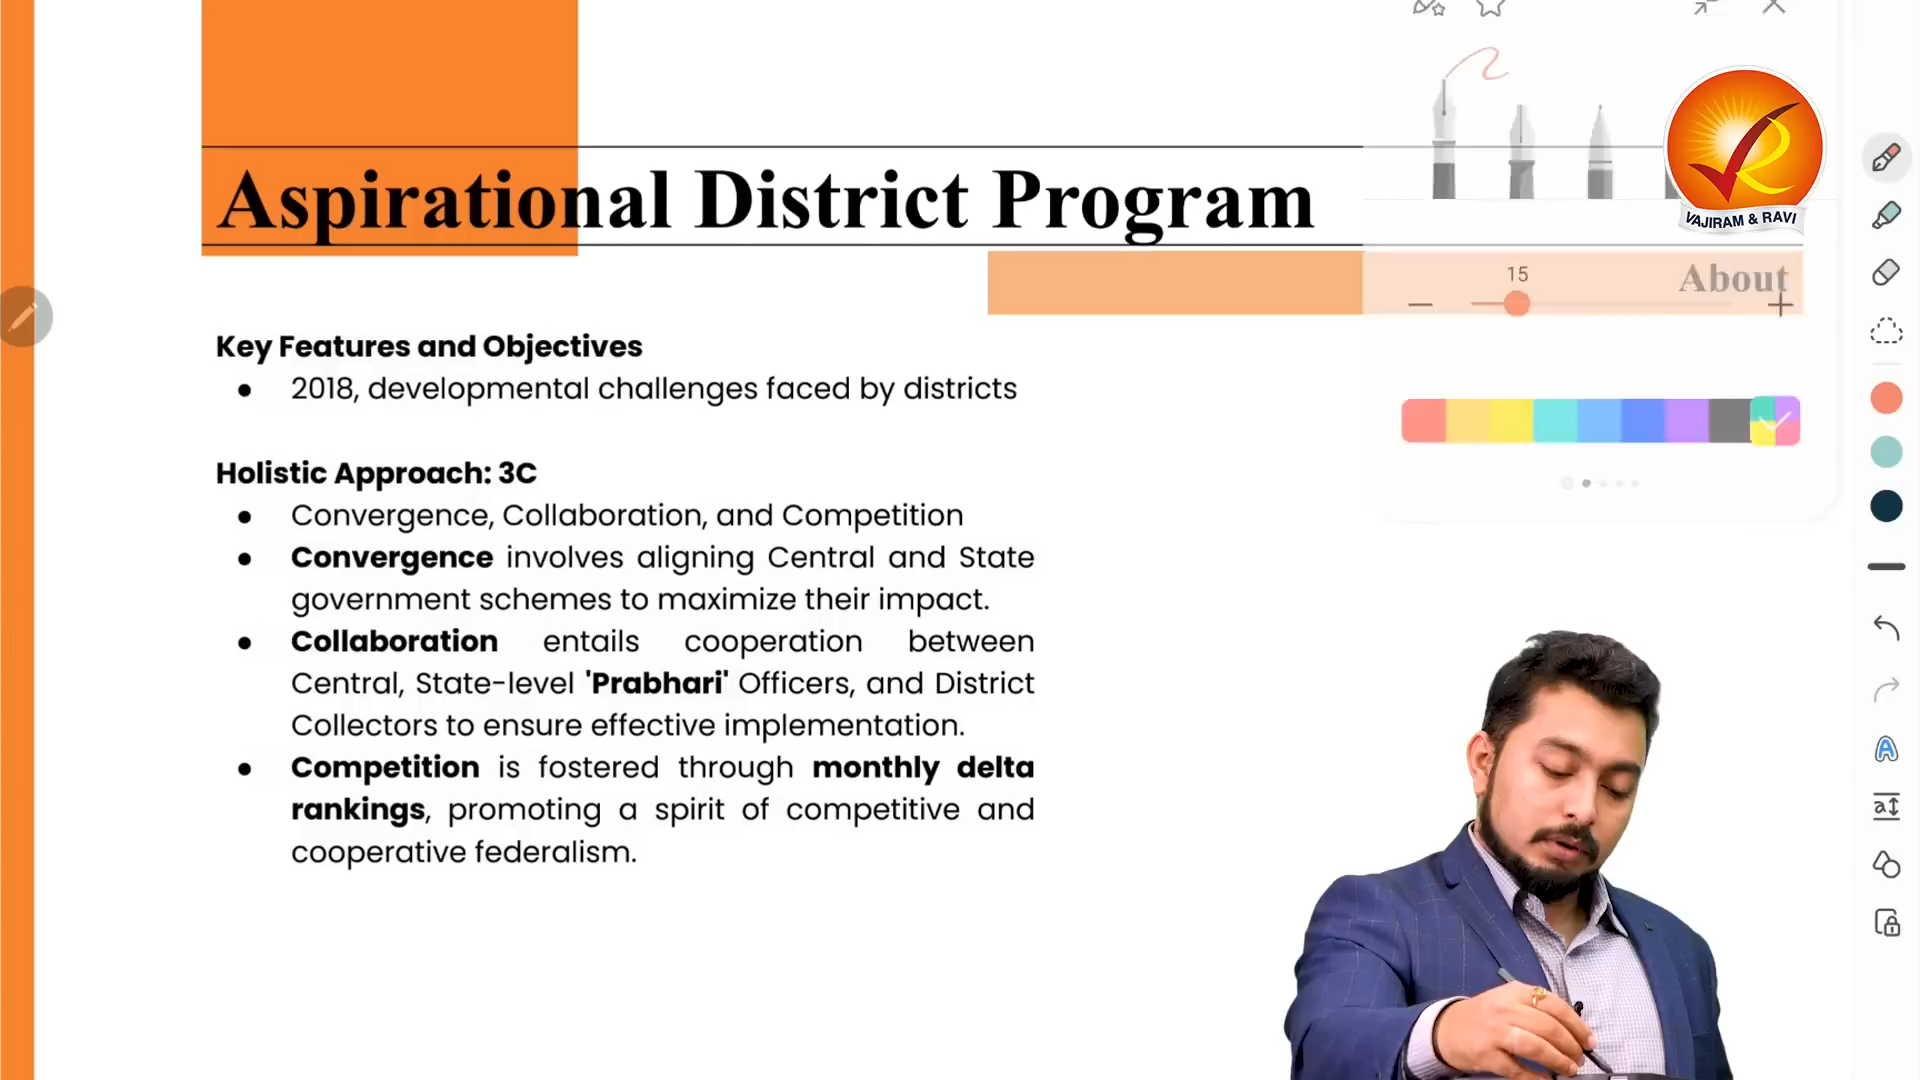 Aspirational District Program
VAJIRAM & RAVI
15
About
Key Features and Objectives
● 2018, developmental challenges faced by districts
Holistic Approach: 3C
● Convergence, Collaboration, and Competition
● Convergence involves aligning Central and State
government schemes to maximize their impact.
● Collaboration entails cooperation between
Central, State-level 'Prabhari' Officers, and District
Collectors to ensure effective implementation.
● Competition is fostered through monthly delta
rankings, promoting a spirit of competitive and
cooperative federalism.